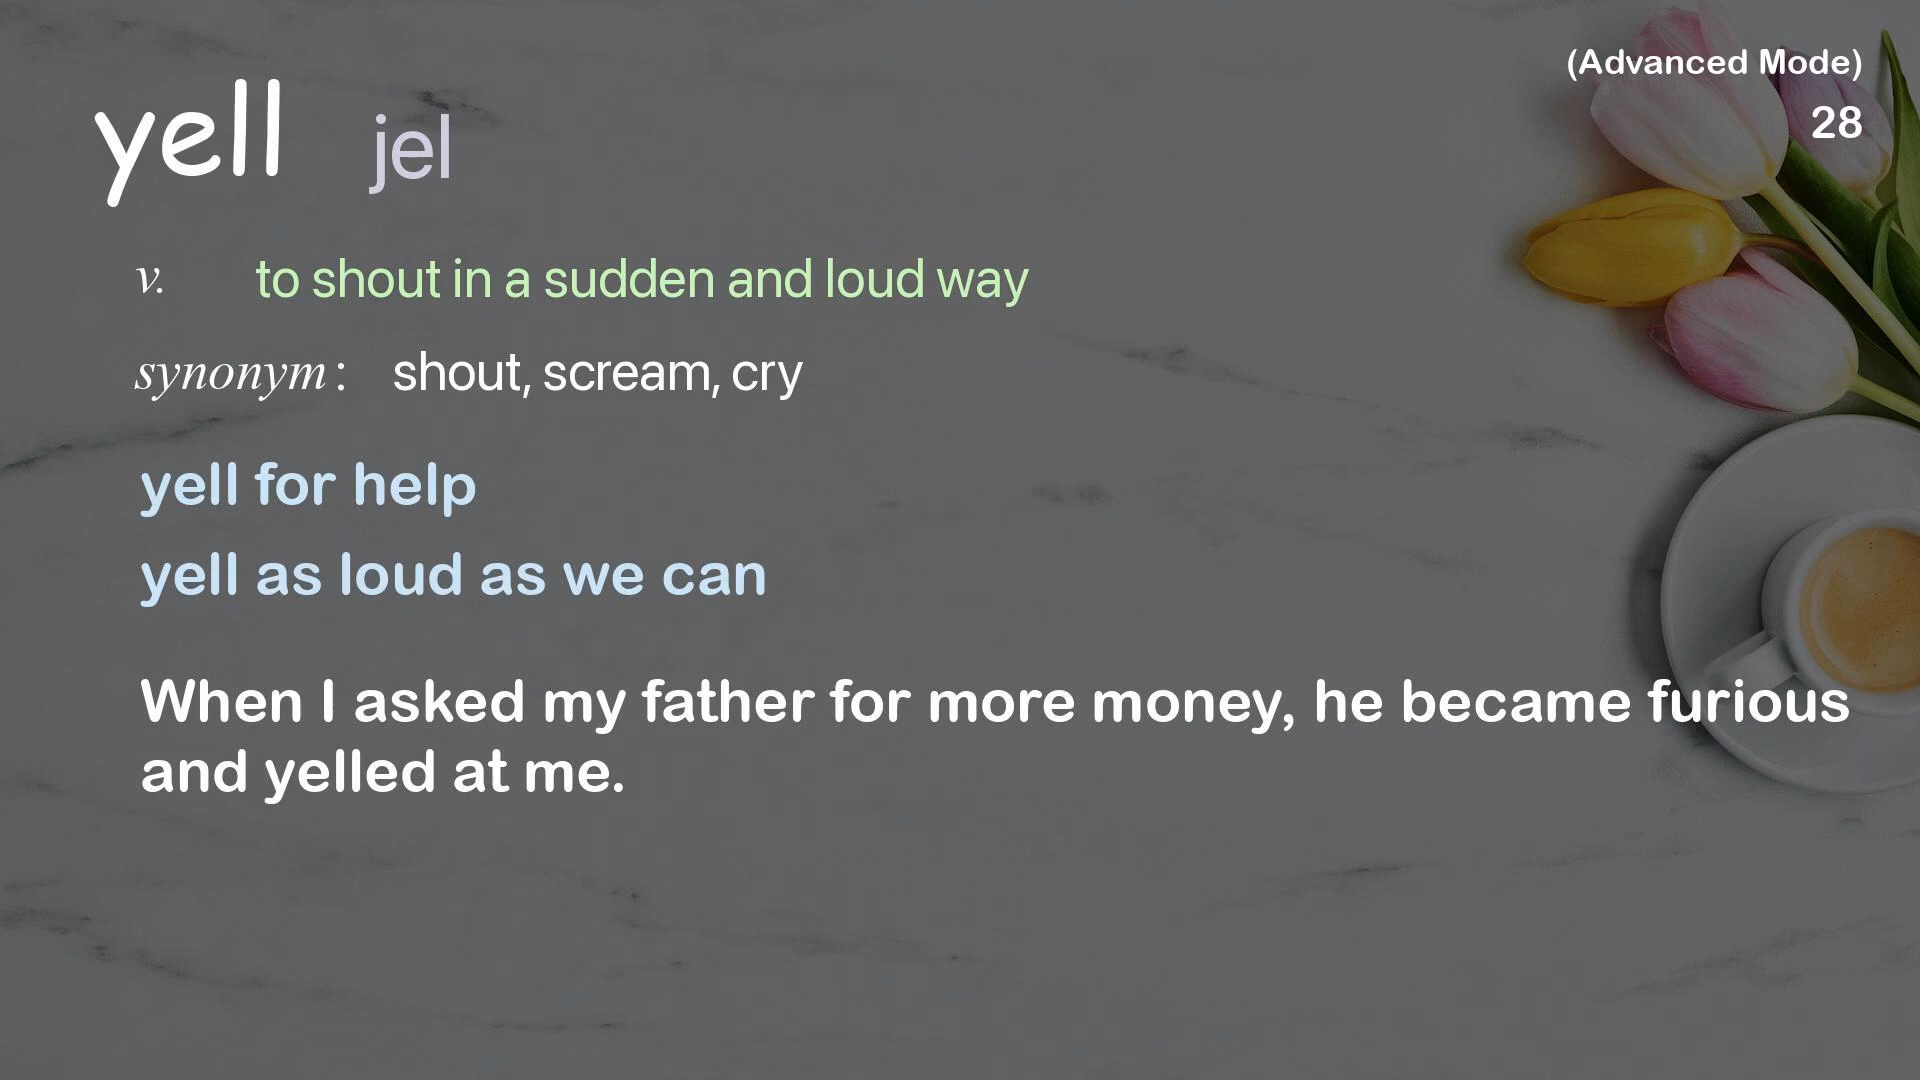 (Advanced Mode)
28
yell jel
v. to shout in a sudden and loud way
synonym: shout, scream, cry
yell for help
yell as loud as we can
When I asked my father for more money, he became furious
and yelled at me.